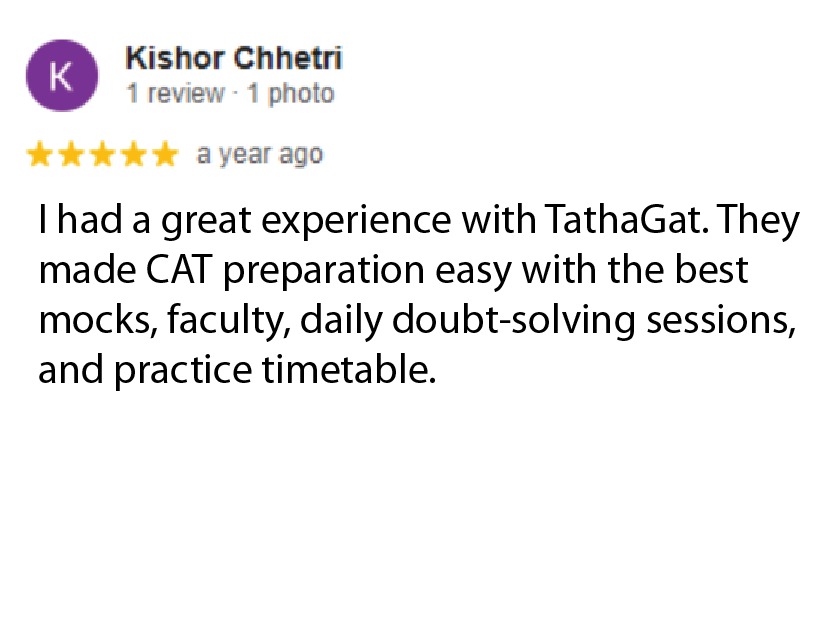 K
Kishor Chhetri
1 review · 1 photo
a year ago
I had a great experience with TathaGat. They
made CAT preparation easy with the best
mocks, faculty, daily doubt-solving sessions,
and practice timetable.